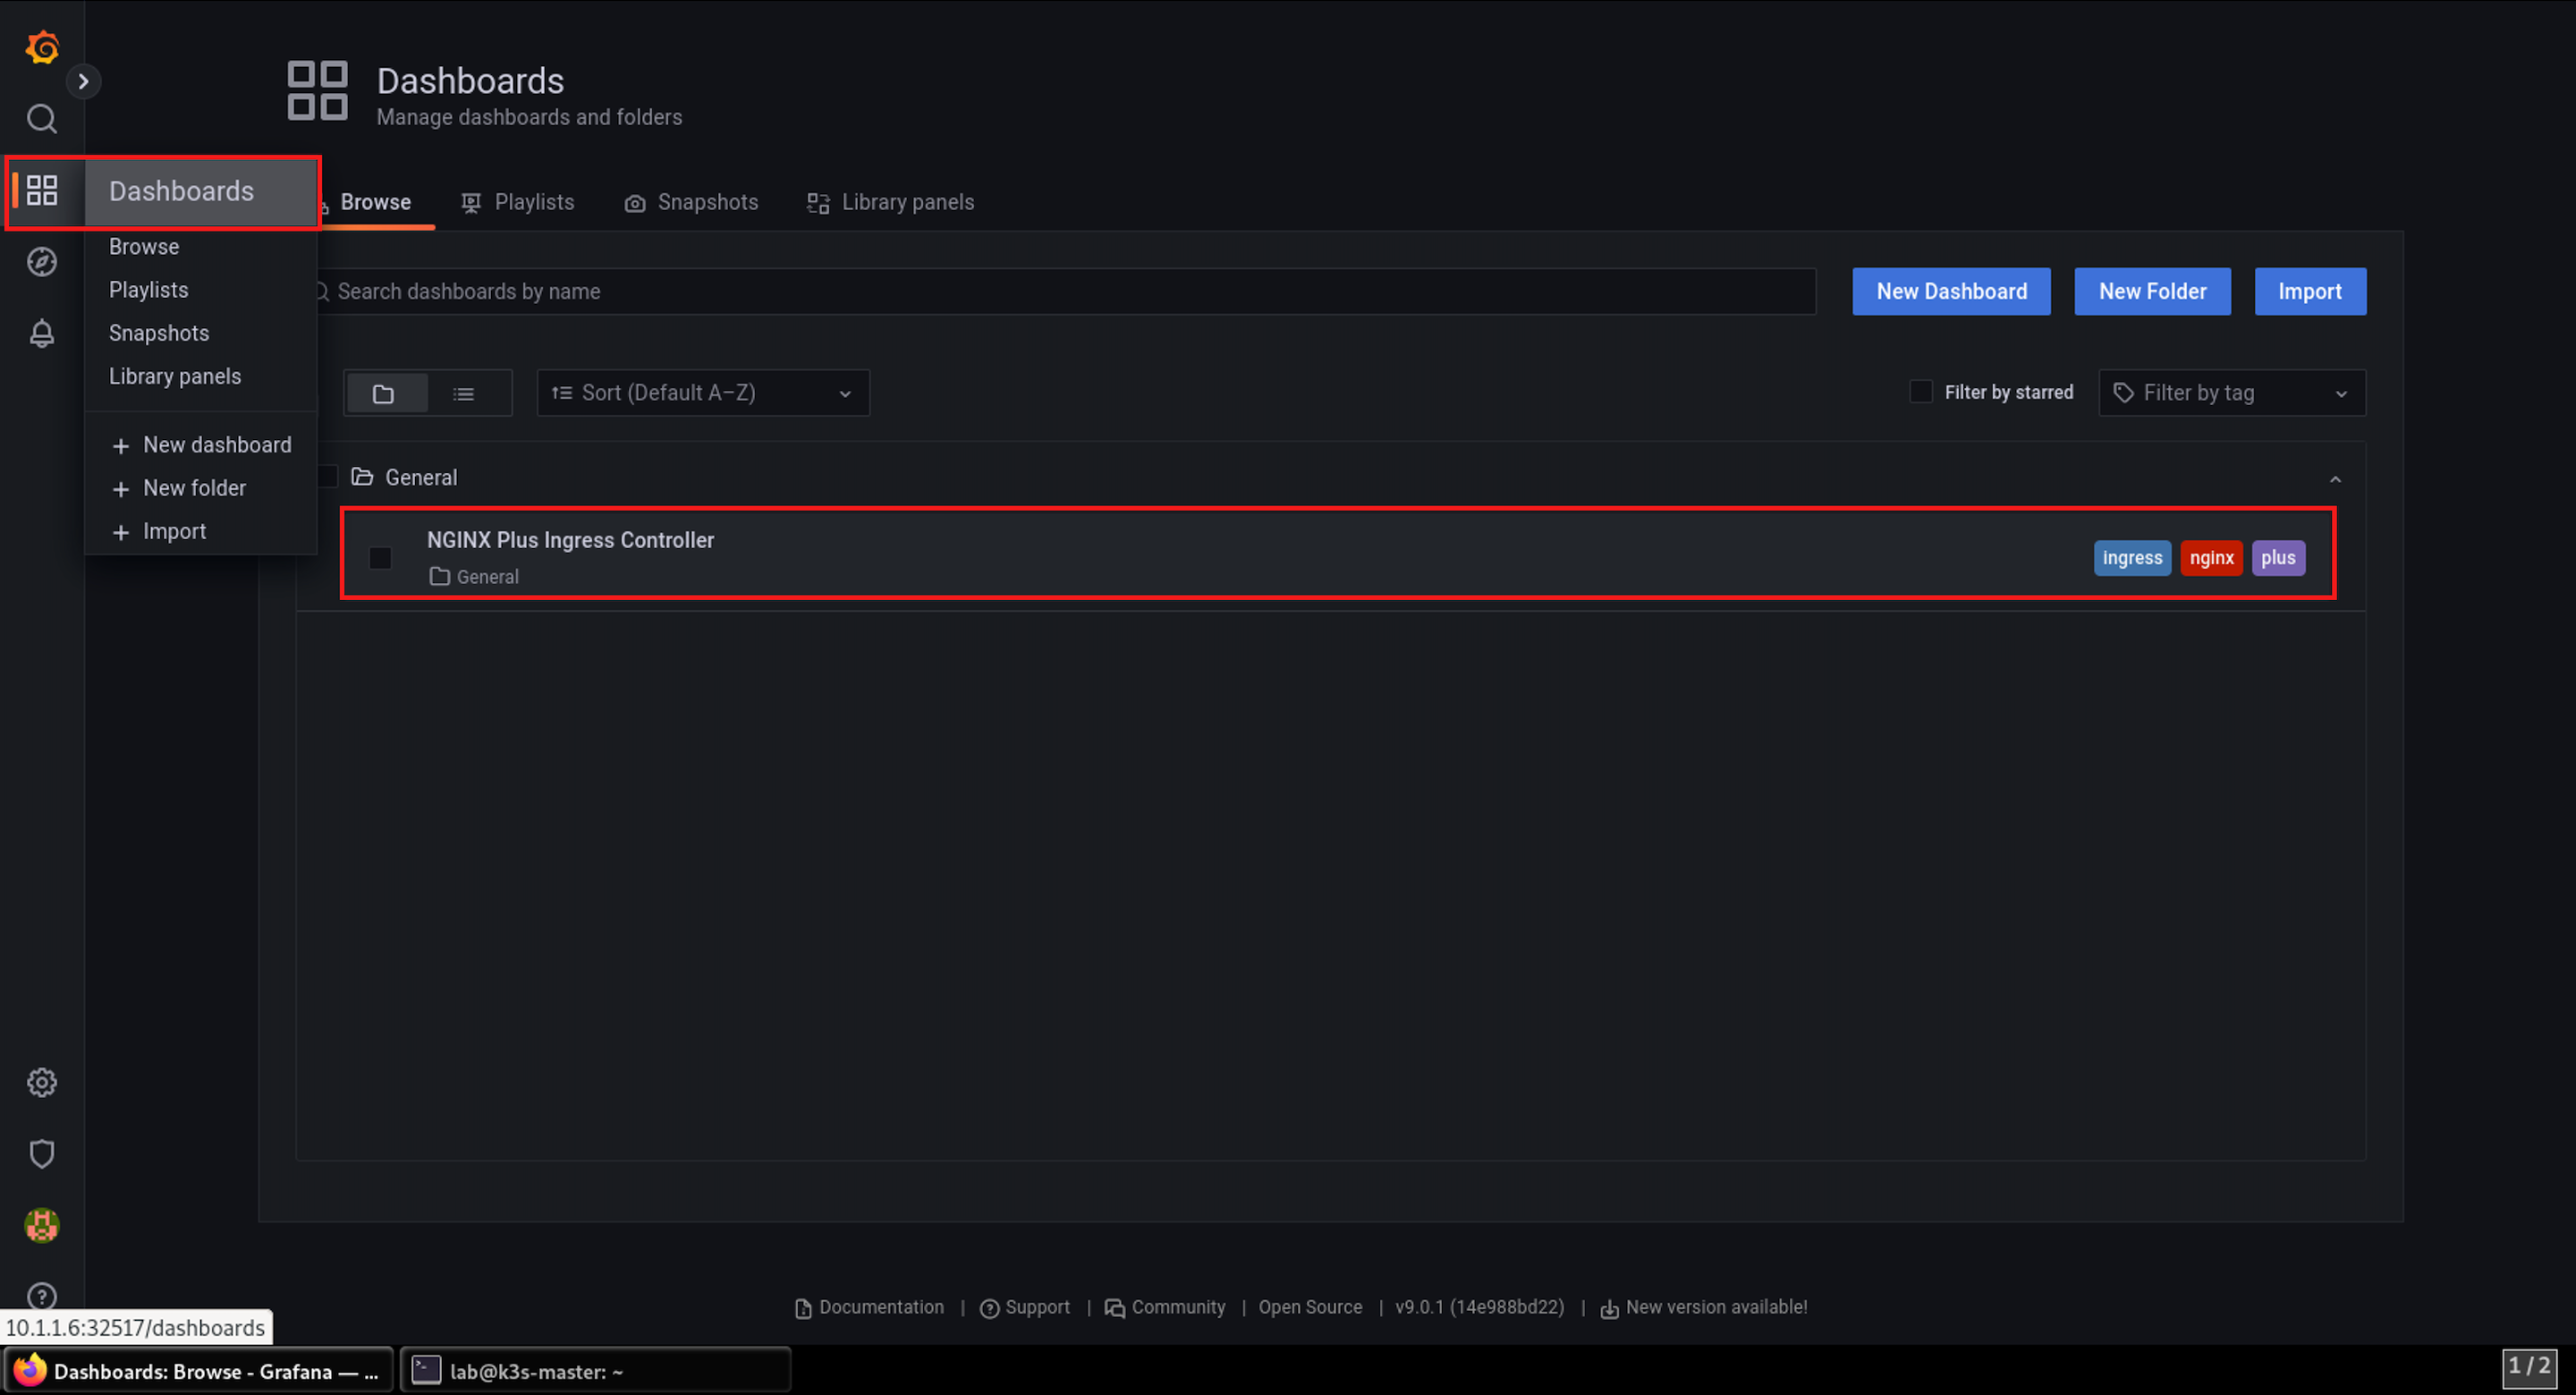 Dashboards
Manage dashboards and folders
Dashboards
Browse
Playlists
Snapshots
Library panels
New dashboard
New folder
Import
Browse
Playlists
Snapshots
Library panels
Search dashboards by name
New Dashboard
New Folder
Import
Sort (Default A–Z)
Filter by starred
Filter by tag
General
NGINX Plus Ingress Controller
General
ingress
nginx
plus
Documentation | Support | Community | Open Source | v9.0.1 (14e988bd22) | New version available!
10.1.1.6:32517/dashboards
Dashboards: Browse - Grafana — ...
lab@k3s-master: ~
1 / 2